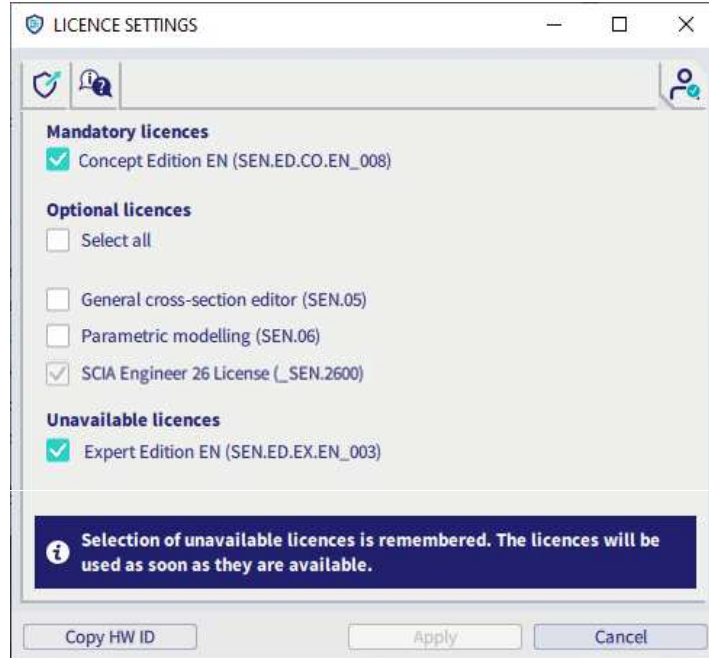 LICENCE SETTINGS
Mandatory licences
Concept Edition EN (SEN.ED.CO.EN_008)
Optional licences
Select all
General cross-section editor (SEN.05)
Parametric modelling (SEN.06)
SCIA Engineer 26 License (_SEN.2600)
Unavailable licences
Expert Edition EN (SEN.ED.EX.EN_003)
Selection of unavailable licences is remembered. The licences will be
used as soon as they are available.
Copy HW ID
Apply
Cancel